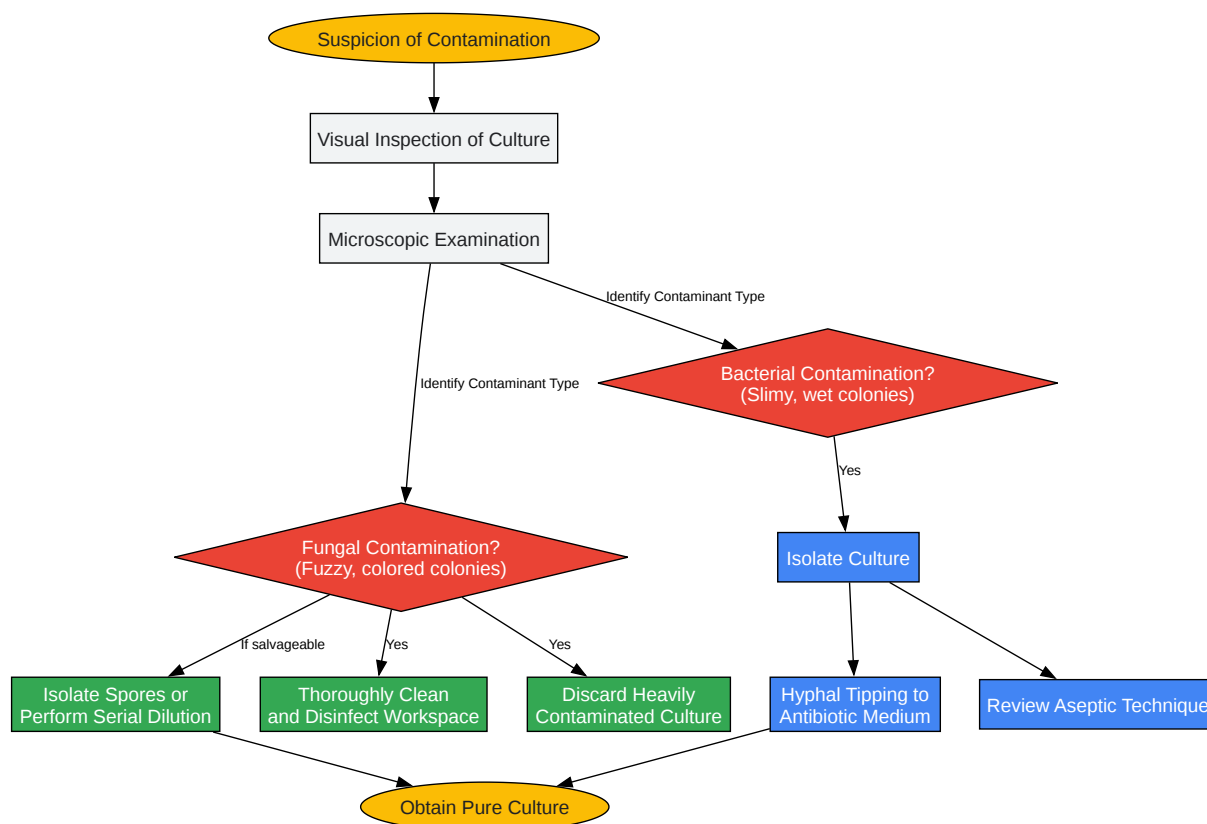 Suspicion of Contamination
Visual Inspection of Culture
Microscopic Examination
Identify Contaminant Type
Bacterial Contamination?
(Slimy, wet colonies)
Identify Contaminant Type
Yes
Fungal Contamination?
(Fuzzy, colored colonies)
Isolate Culture
If salvageable
Yes
Yes
Isolate Spores or
Perform Serial Dilution
Thoroughly Clean
and Disinfect Workspace
Discard Heavily
Contaminated Culture
Hyphal Tipping to
Antibiotic Medium
Review Aseptic Technique
Obtain Pure Culture